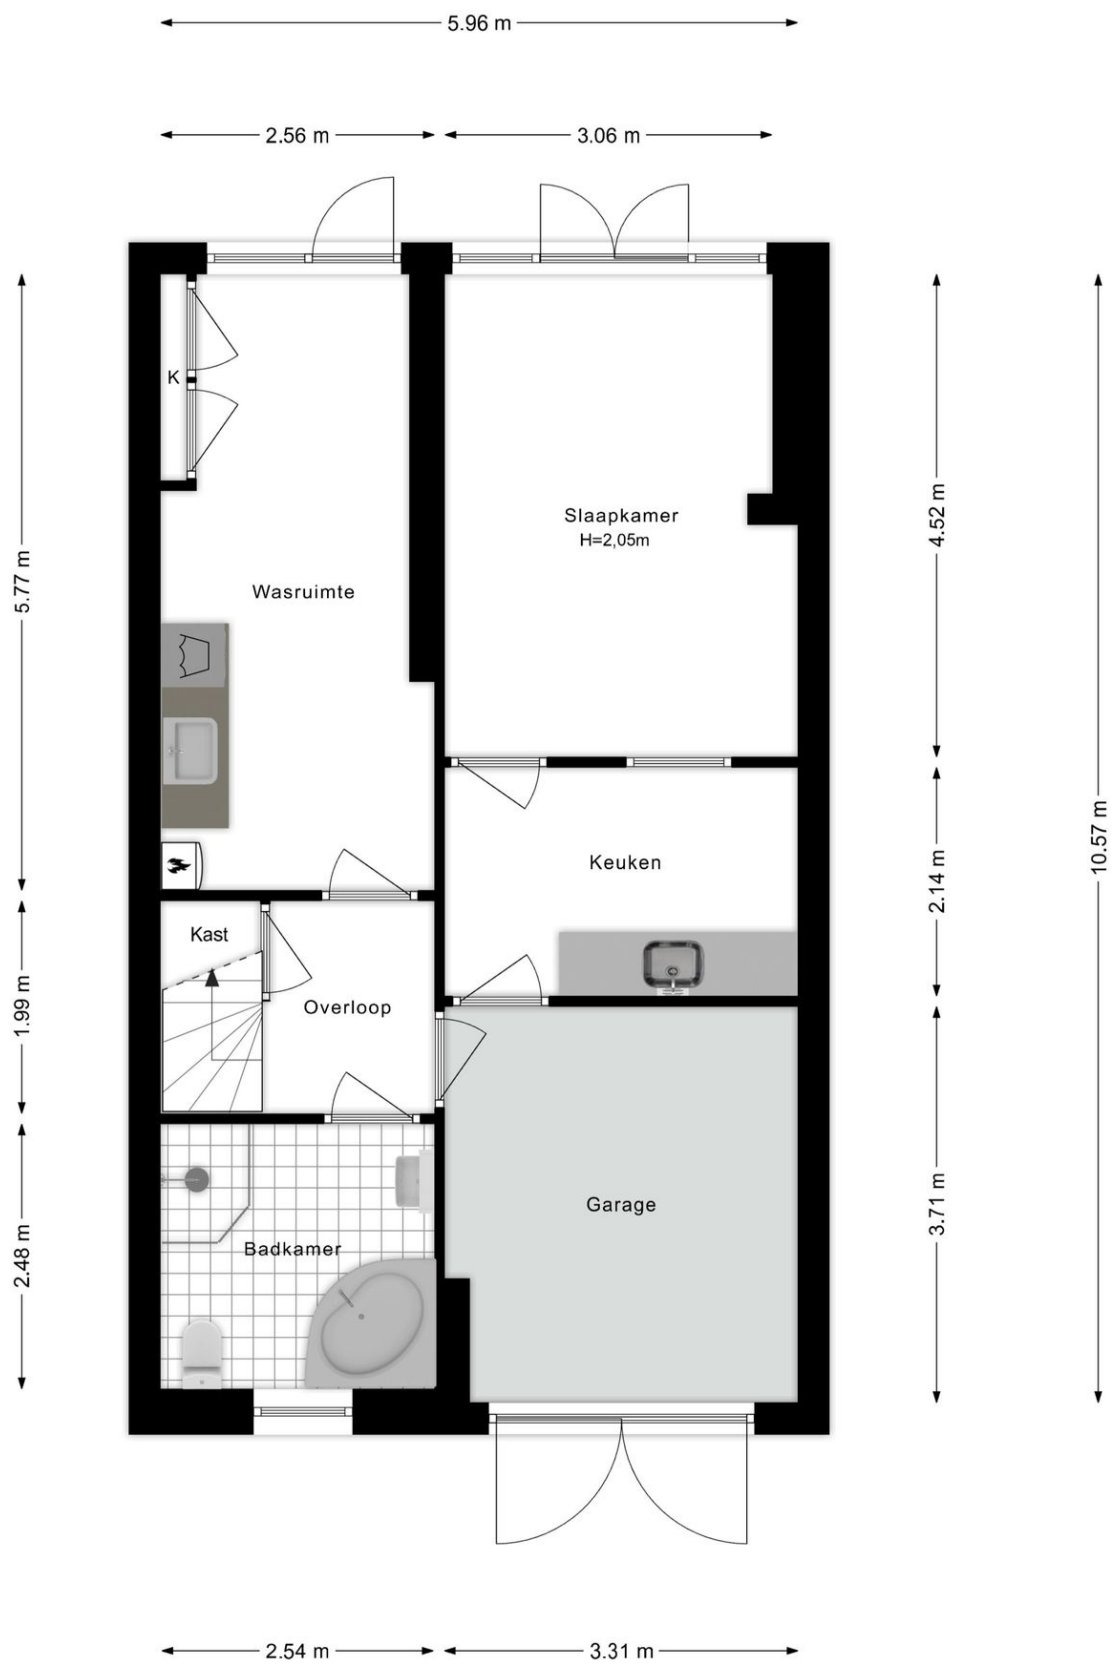 5.96 m
2.56 m
3.06 m
K
Slaapkamer
H=2,05m
4.52 m
5.77 m
Wasruimte
10.57 m
Keuken
2.14 m
Kast
Overloop
1.99 m
Garage
3.71 m
Badkamer
2.48 m
2.54 m
3.31 m